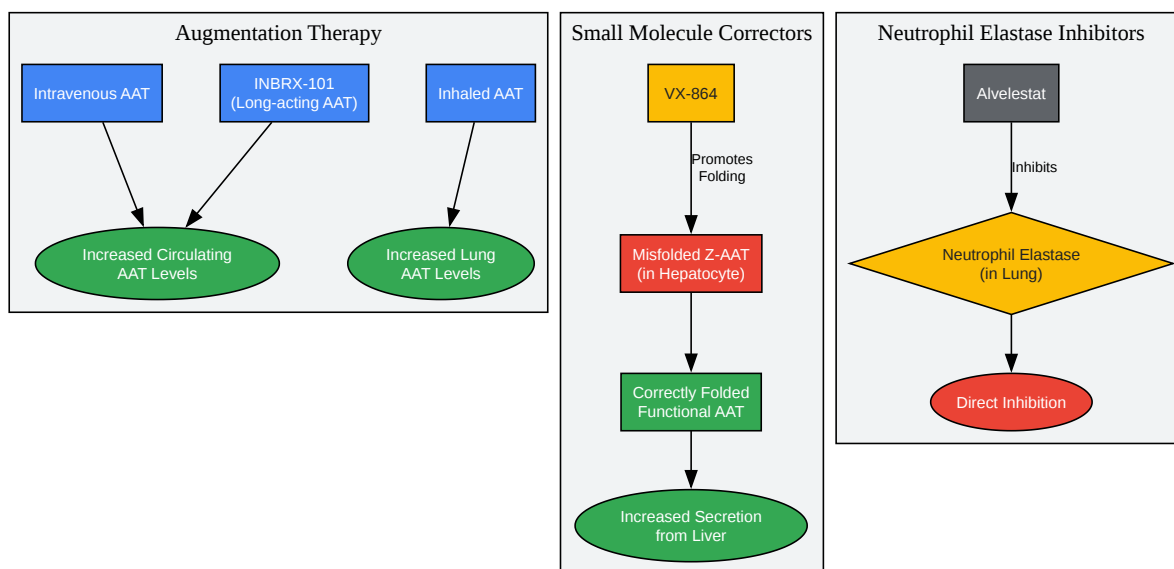 Augmentation Therapy
Intravenous AAT
INBRX-101
(Long-acting AAT)
Inhaled AAT
Increased Circulating
AAT Levels
Increased Lung
AAT Levels
Small Molecule Correctors
VX-864
Promotes
Folding
Misfolded Z-AAT
(in Hepatocyte)
Correctly Folded
Functional AAT
Increased Secretion
from Liver
Neutrophil Elastase Inhibitors
Alvelestat
Inhibits
Neutrophil Elastase
(in Lung)
Direct Inhibition